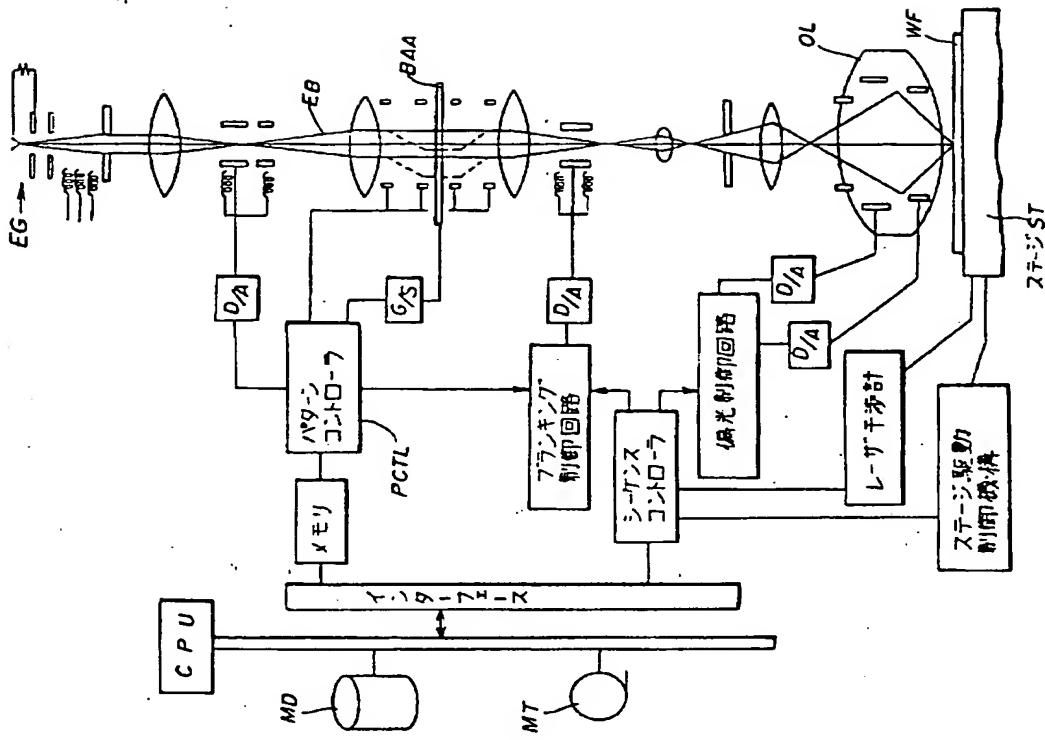 EG
EB
BAA
OL
WF
ステージST
D/A
G/S
D/A
D/A
D/A
パターン
コントローラ
PCTL
メモリ
ブランキング
制御回路
シーケンス
コントローラ
偏光制御回路
レーザ干渉計
ステージ駆動
制御機構
インターフェース
CPU
MD
MT